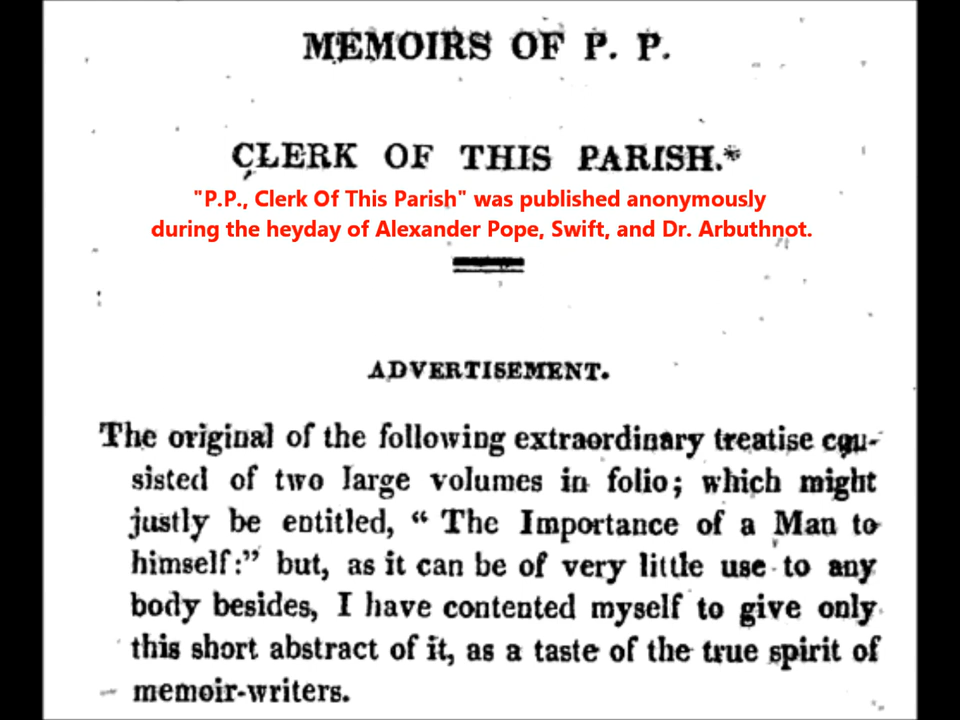 MEMOIRS OF P. P.
CLERK OF THIS PARISH.*
"P.P., Clerk Of This Parish" was published anonymously
during the heyday of Alexander Pope, Swift, and Dr. Arbuthnot.
ADVERTISEMENT.
The original of the following extraordinary treatise con-
sisted of two large volumes in folio; which might
justly be entitled, “ The Importance of a Man to
himself:” but, as it can be of very little use to any
body besides, I have contented myself to give only
this short abstract of it, as a taste of the true spirit of
memoir-writers.